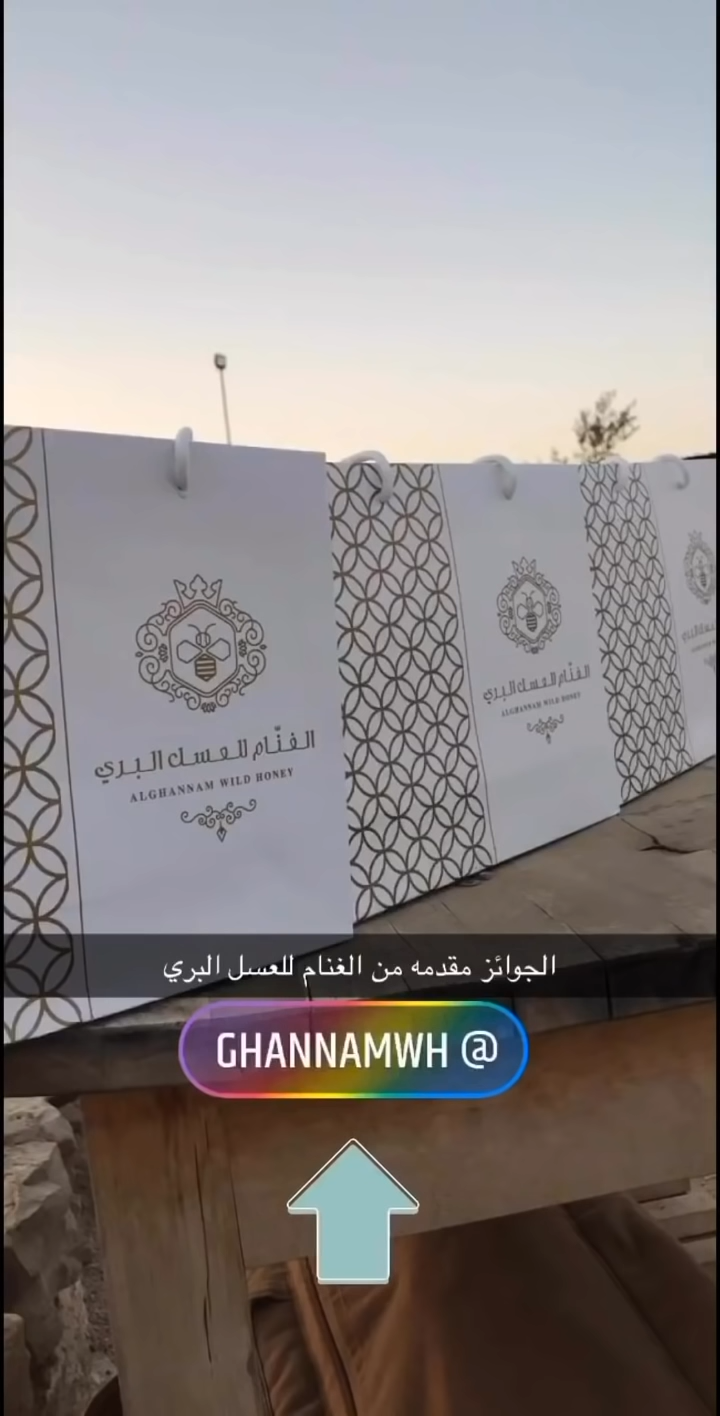 الغنّام للعسل البري
ALGHANNAM WILD HONEY
الغنّام للعسل البري
ALGHANNAM WILD HONEY
الجوائز مقدمه من الغنام للعسل البري
GHANNAMWH @